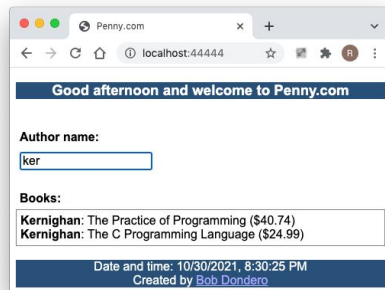 Penny.com
localhost:44444
R
Good afternoon and welcome to Penny.com
Author name:
ker
Books:
Kernighan: The Practice of Programming ($40.74)
Kernighan: The C Programming Language ($24.99)
Date and time: 10/30/2021, 8:30:25 PM
Created by Bob Dondero